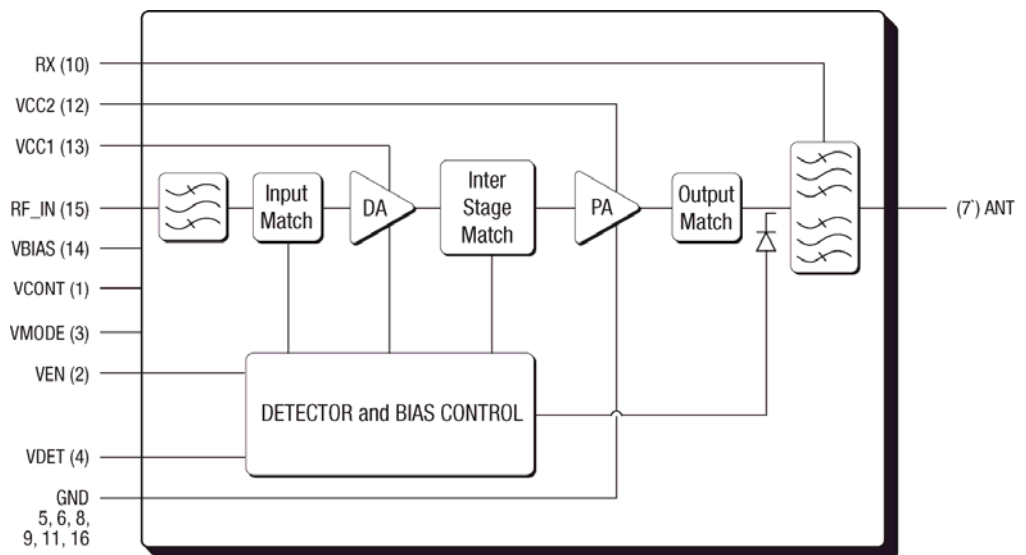 RX (10)
VCC2 (12)
VCC1 (13)
RF_IN (15)
VBIAS (14)
VCONT (1)
VMODE (3)
VEN (2)
VDET (4)
GND
5, 6, 8,
9, 11, 16
Input
Match
DA
Inter
Stage
Match
PA
Output
Match
(7`) ANT
DETECTOR and BIAS CONTROL